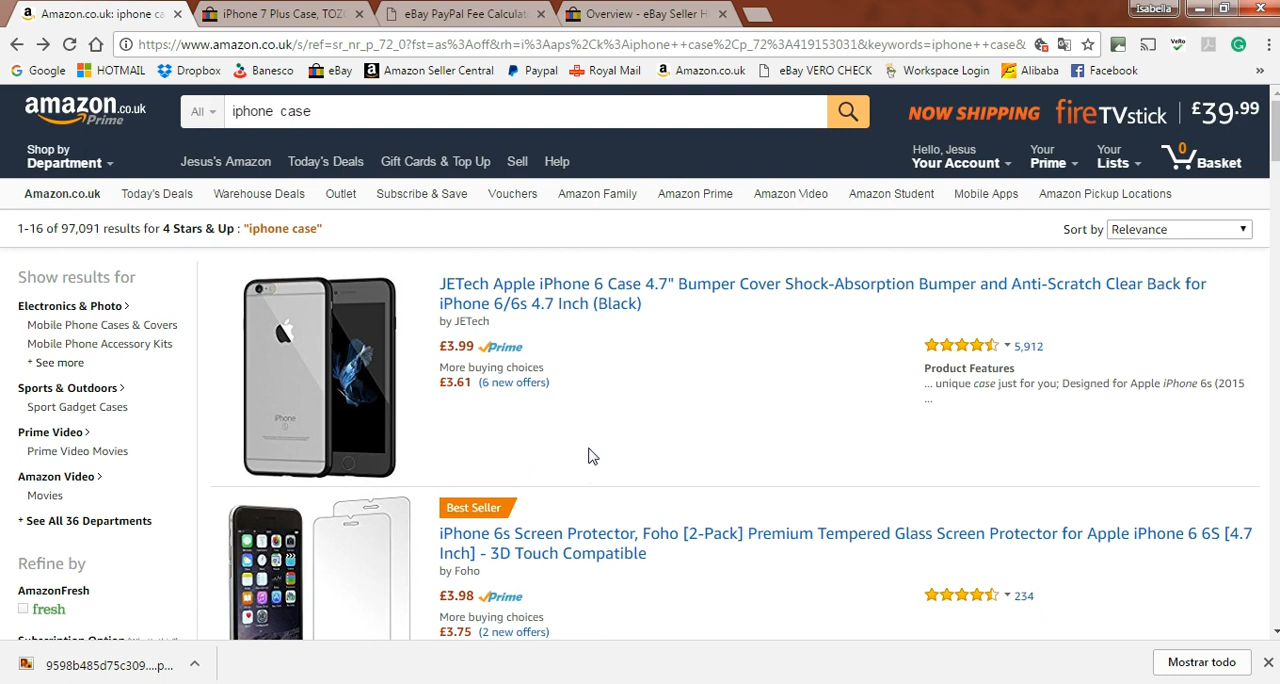 Amazon.co.uk: iphone ca
iPhone 7 Plus Case, TOZO
eBay PayPal Fee Calculat
Overview - eBay Seller H
Isabella
https://www.amazon.co.uk/s/ref=sr_nr_p_72_0?fst=as%3Aoff&rh=i%3Aaps%2Ck%3Aiphone++case%2Cp_72%3A419153031&keywords=iphone++case&
Google HOTMAIL Dropbox Banesco eBay Amazon Seller Central Paypal Royal Mail Amazon.co.uk eBay VERO CHECK Workspace Login Alibaba Facebook »
amazon.co.uk
Prime
All
iphone case
NOW SHIPPING fireTVstick £39.99
Shop by
Department
Jesus's Amazon Today's Deals Gift Cards & Top Up Sell Help
Hello, Jesus
Your Account
Your
Prime
Your
Lists
0
Basket
Amazon.co.uk Today's Deals Warehouse Deals Outlet Subscribe & Save Vouchers Amazon Family Amazon Prime Amazon Video Amazon Student Mobile Apps Amazon Pickup Locations
1-16 of 97,091 results for 4 Stars & Up : "iphone case"
Sort by Relevance
Show results for
Electronics & Photo
Mobile Phone Cases & Covers
Mobile Phone Accessory Kits
+ See more
Sports & Outdoors
Sport Gadget Cases
Prime Video
Prime Video Movies
Amazon Video
Movies
+ See All 36 Departments
Refine by
AmazonFresh
fresh
iPhone
JETech Apple iPhone 6 Case 4.7" Bumper Cover Shock-Absorption Bumper and Anti-Scratch Clear Back for
iPhone 6/6s 4.7 Inch (Black)
by JETech
£3.99 Prime
More buying choices
£3.61 (6 new offers)
5,912
Product Features
... unique case just for you; Designed for Apple iPhone 6s (2015
...
Best Seller
iPhone 6s Screen Protector, Foho [2-Pack] Premium Tempered Glass Screen Protector for Apple iPhone 6 6S [4.7
Inch] - 3D Touch Compatible
by Foho
£3.98 Prime
More buying choices
£3.75 (2 new offers)
234
9598b485d75c309....p...
Mostrar todo